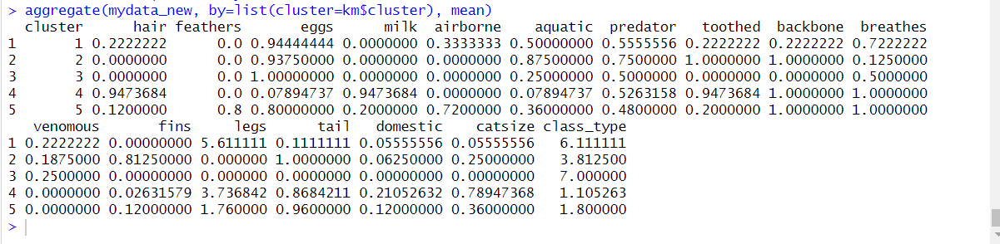 > aggregate(mydata_new, by=list(cluster=km$cluster), mean)
  cluster      hair feathers       eggs      milk  airborne    aquatic  predator   toothed  backbone  breathes
1       1 0.2222222      0.0 0.94444444 0.0000000 0.3333333 0.50000000 0.5555556 0.2222222 0.2222222 0.7222222
2       2 0.0000000      0.0 0.93750000 0.0000000 0.0000000 0.87500000 0.7500000 1.0000000 1.0000000 0.1250000
3       3 0.0000000      0.0 1.00000000 0.0000000 0.0000000 0.25000000 0.5000000 0.0000000 0.0000000 0.5000000
4       4 0.9473684      0.0 0.07894737 0.9473684 0.0000000 0.07894737 0.5263158 0.9473684 1.0000000 1.0000000
5       5 0.1200000      0.8 0.80000000 0.2000000 0.7200000 0.36000000 0.4800000 0.2000000 1.0000000 1.0000000
   venomous       fins     legs      tail   domestic   catsize class_type
1 0.2222222 0.00000000 5.611111 0.1111111 0.05555556 0.05555556   6.111111
2 0.1875000 0.81250000 0.000000 1.0000000 0.06250000 0.25000000   3.812500
3 0.2500000 0.00000000 0.000000 0.0000000 0.00000000 0.00000000   7.000000
4 0.0000000 0.02631579 3.736842 0.8684211 0.21052632 0.78947368   1.105263
5 0.0000000 0.12000000 1.760000 0.9600000 0.12000000 0.36000000   1.800000
>